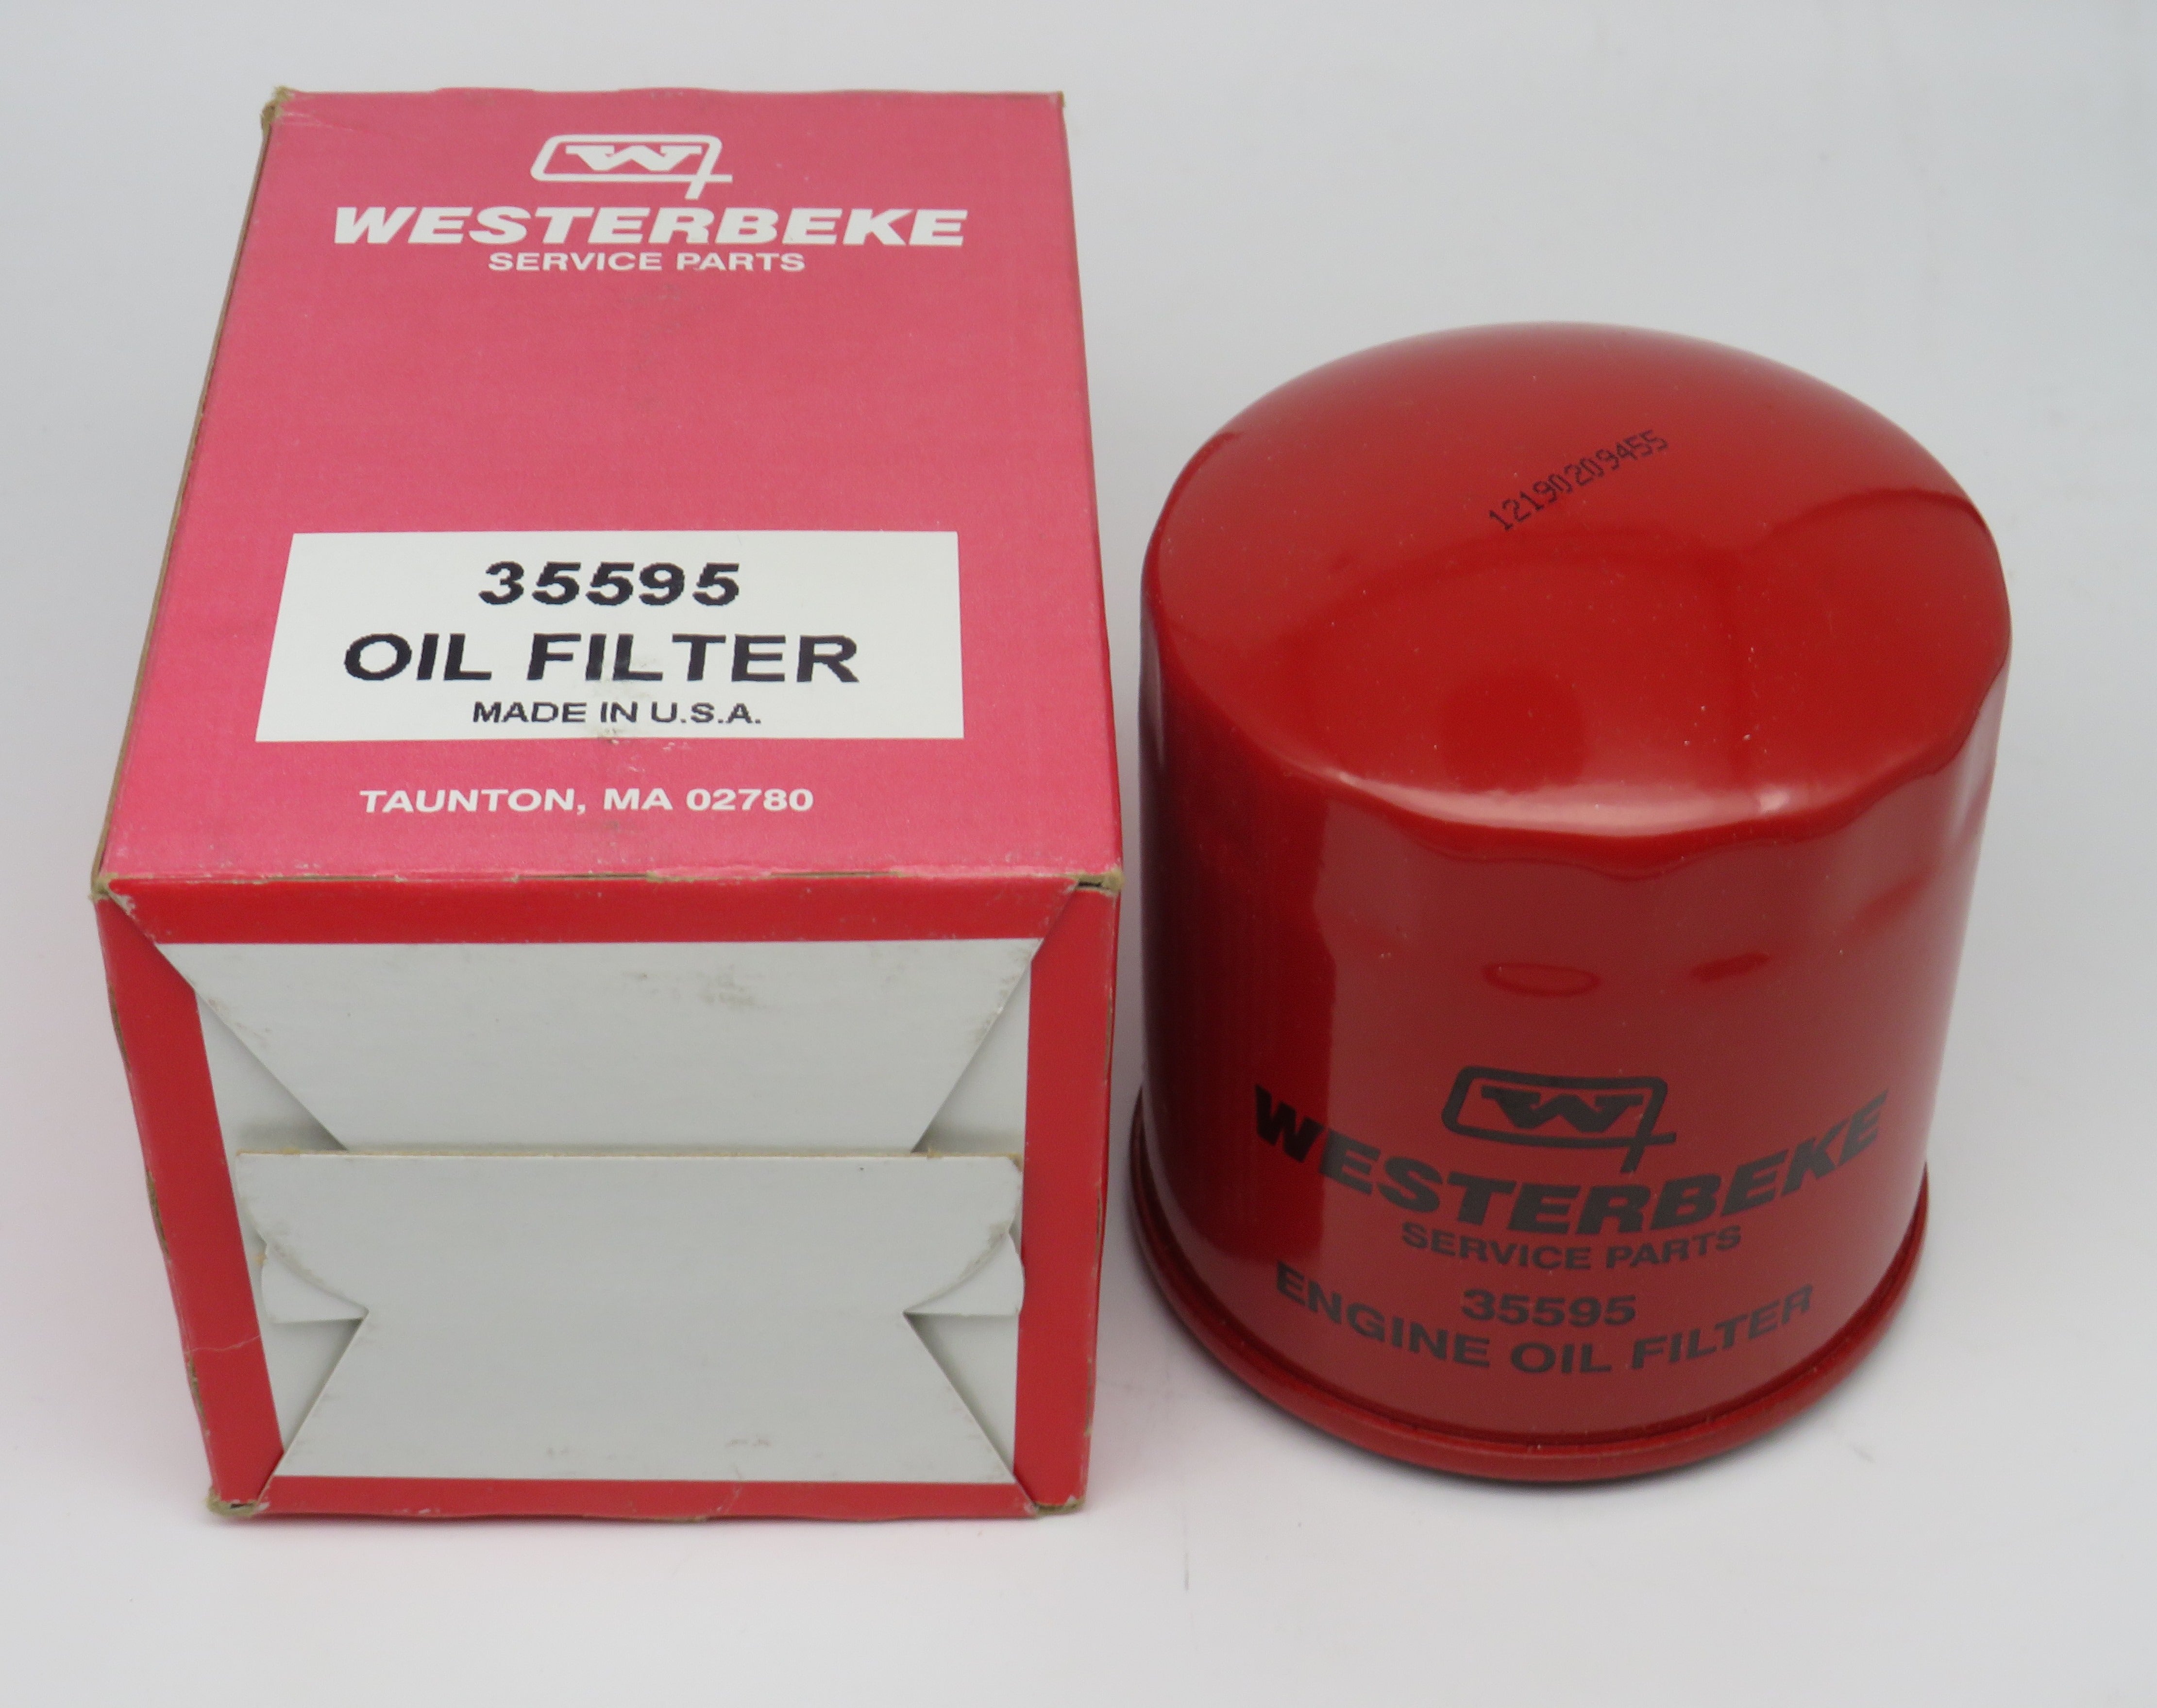 W
WESTERBEKE
SERVICE PARTS
35595
OIL FILTER
MADE IN U.S.A.
TAUNTON, MA 02780
12190209455
W
WESTERBEKE
SERVICE PARTS
35595
ENGINE OIL FILTER